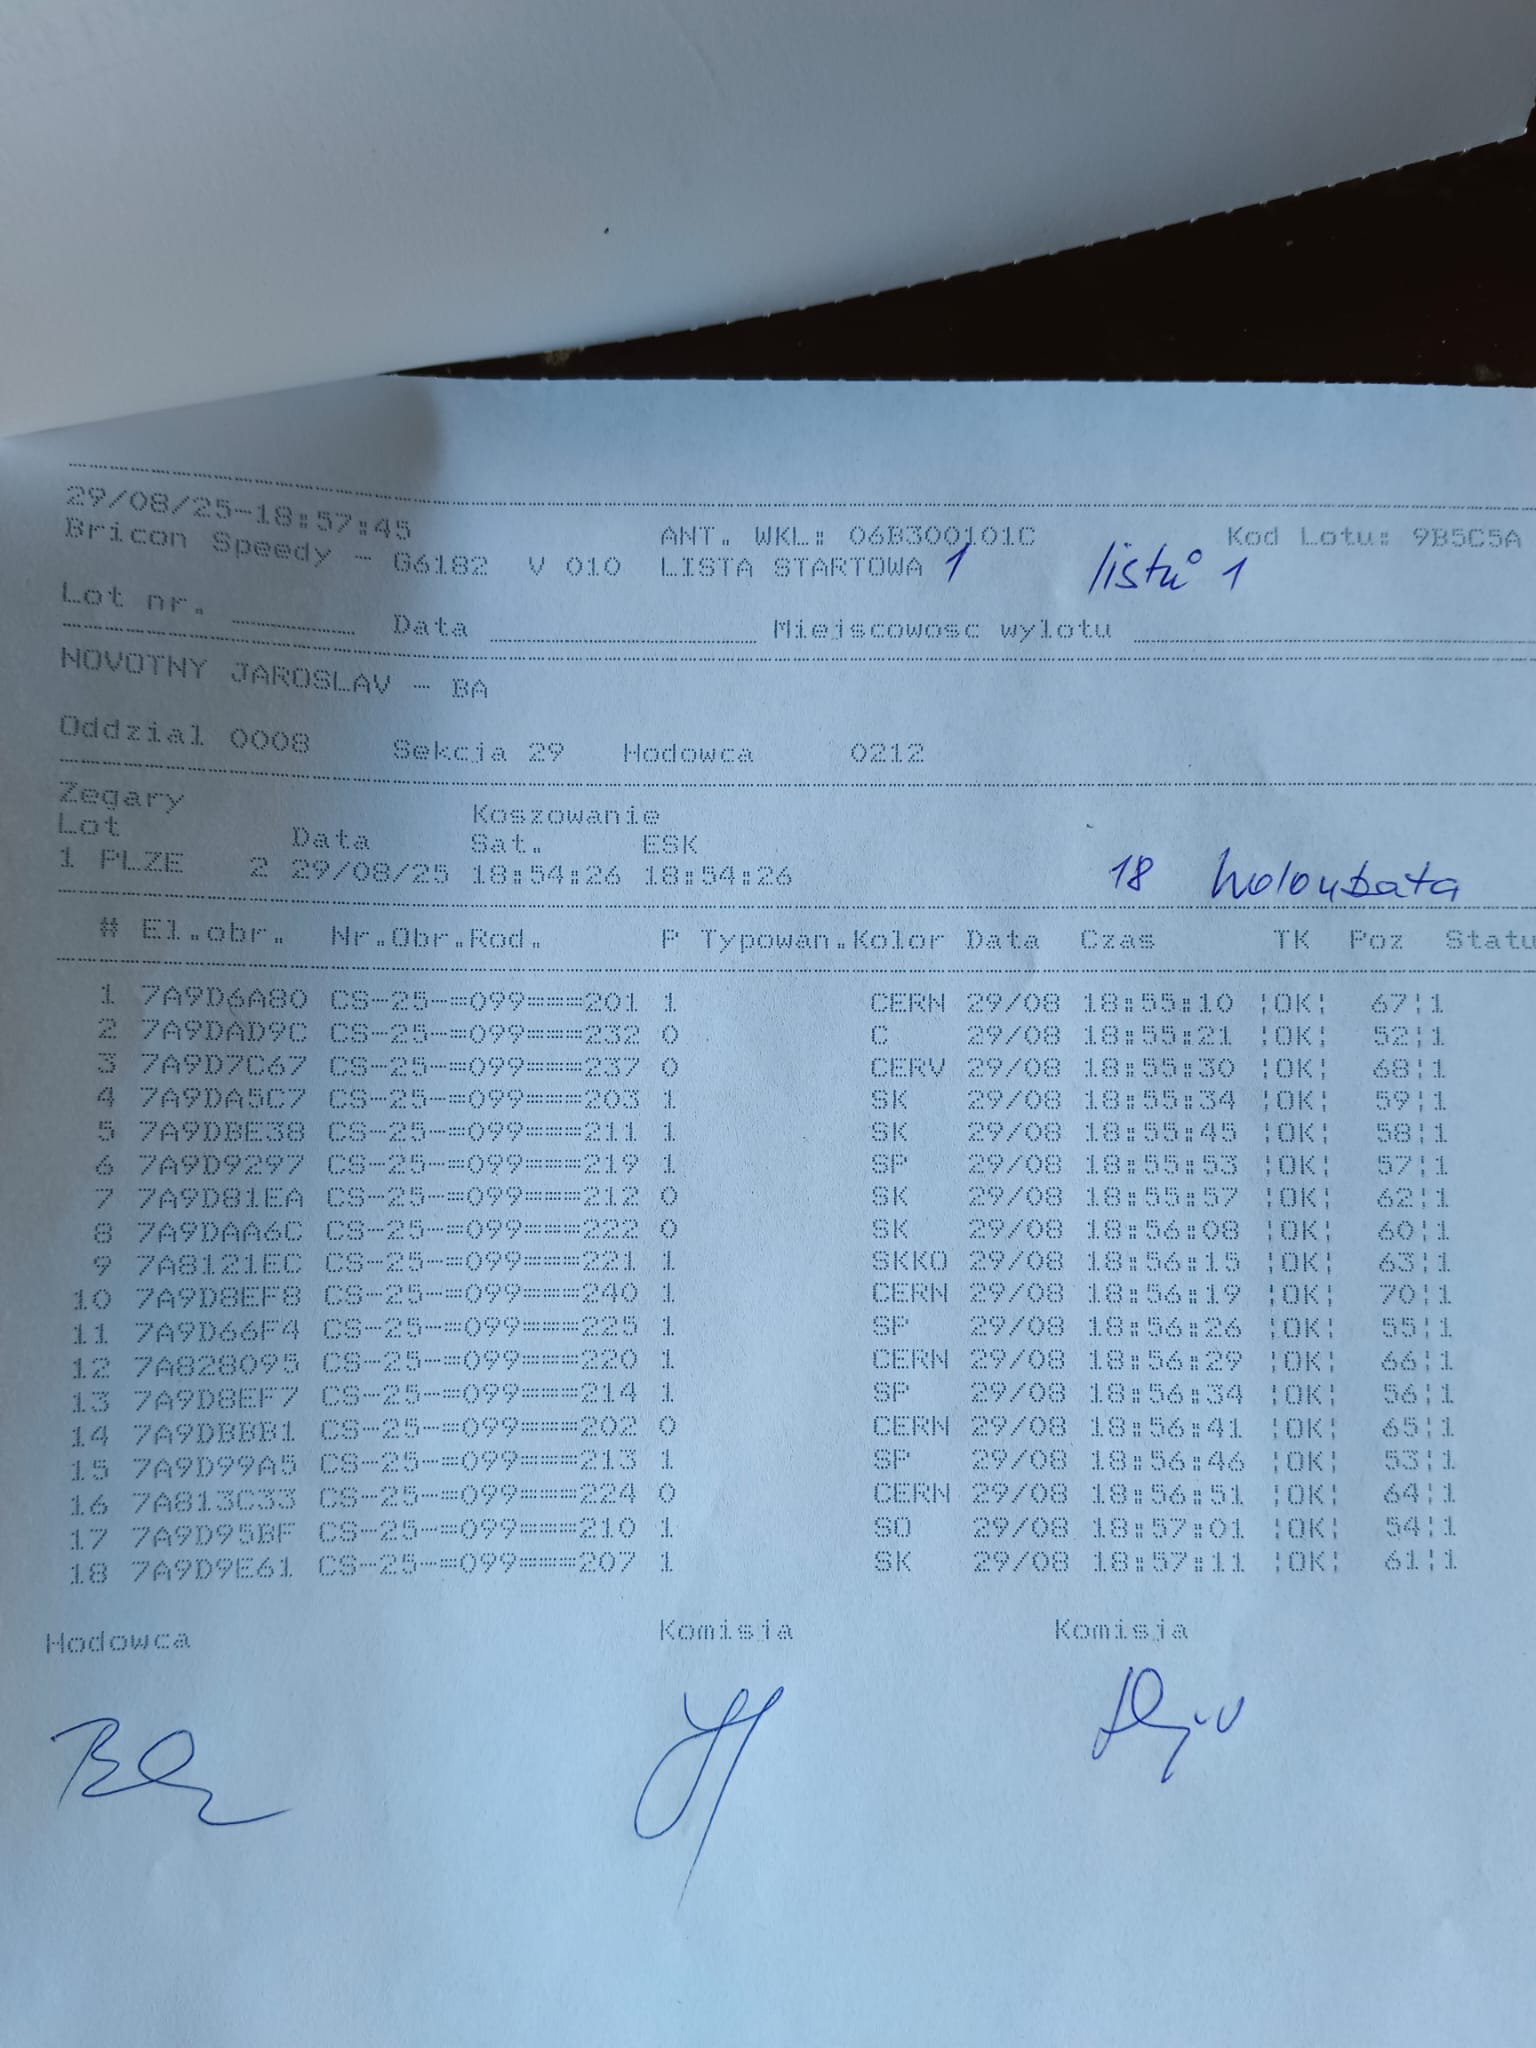 29/08/25-18:57:45
Bricon Speedy - G6182 V 010 ANT. WKL: 06B300101C Kod Lotu: 9B5C5A
LISTA STARTOWA 1 listů 1
Lot nr. Data Miejscowosc wylotu
NOVOTNY JAROSLAV - BA
Oddzial 0008 Sekcja 29 Hodowca 0212
Zegary Koszowanie
Lot Data Sat. ESK
1 PLZE 2 29/08/25 18:54:26 18:54:26
18 holoubata
# El.obr. Nr.Obr.Rod. P Typowan. Kolor Data Czas TK Poz Statu
1 7A9D6A80 CS-25-=099===201 1 CERN 29/08 18:55:10 ¦OK¦ 67¦1
2 7A9DAD9C CS-25-=099===232 0 C 29/08 18:55:21 ¦OK¦ 52¦1
3 7A9D7C67 CS-25-=099===237 0 CERV 29/08 18:55:30 ¦OK¦ 68¦1
4 7A9DA5C7 CS-25-=099===203 1 SK 29/08 18:55:34 ¦OK¦ 59¦1
5 7A9DBE38 CS-25-=099===211 1 SK 29/08 18:55:45 ¦OK¦ 58¦1
6 7A9D9297 CS-25-=099===219 1 SP 29/08 18:55:53 ¦OK¦ 57¦1
7 7A9D81EA CS-25-=099===212 0 SK 29/08 18:55:57 ¦OK¦ 62¦1
8 7A9DAA6C CS-25-=099===222 0 SK 29/08 18:56:08 ¦OK¦ 60¦1
9 7A8121EC CS-25-=099===221 1 SKKO 29/08 18:56:15 ¦OK¦ 63¦1
10 7A9D8EF8 CS-25-=099===240 1 CERN 29/08 18:56:19 ¦OK¦ 70¦1
11 7A9D66F4 CS-25-=099===225 1 SP 29/08 18:56:26 ¦OK¦ 55¦1
12 7A828095 CS-25-=099===220 1 CERN 29/08 18:56:29 ¦OK¦ 66¦1
13 7A9D8EF7 CS-25-=099===214 1 SP 29/08 18:56:34 ¦OK¦ 56¦1
14 7A9DBBB1 CS-25-=099===202 0 CERN 29/08 18:56:41 ¦OK¦ 65¦1
15 7A9D99A5 CS-25-=099===213 1 SP 29/08 18:56:46 ¦OK¦ 53¦1
16 7A813C33 CS-25-=099===224 0 CERN 29/08 18:56:51 ¦OK¦ 64¦1
17 7A9D95BF CS-25-=099===210 1 SO 29/08 18:57:01 ¦OK¦ 54¦1
18 7A9D9E61 CS-25-=099===207 1 SK 29/08 18:57:11 ¦OK¦ 61¦1
Hodowca Komisja Komisja